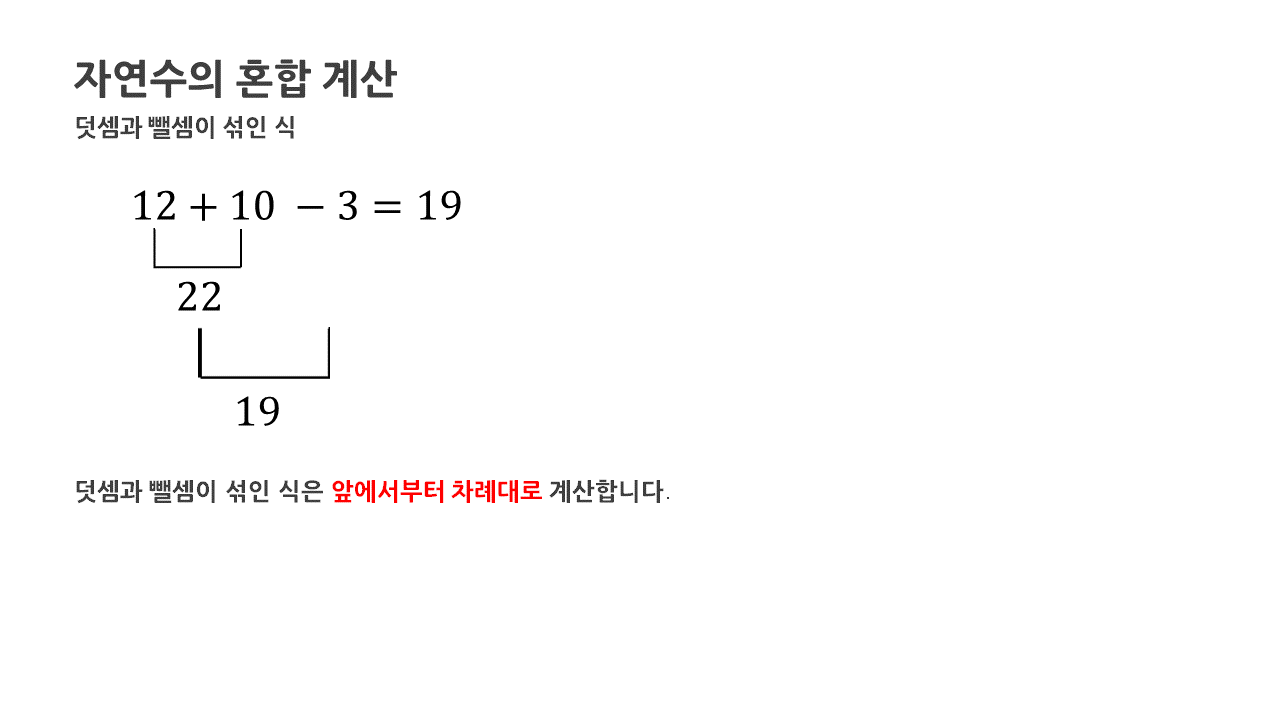 자연수의 혼합 계산
덧셈과 뺄셈이 섞인 식
12 + 10 − 3 = 19
22
19
덧셈과 뺄셈이 섞인 식은 앞에서부터 차례대로 계산합니다.